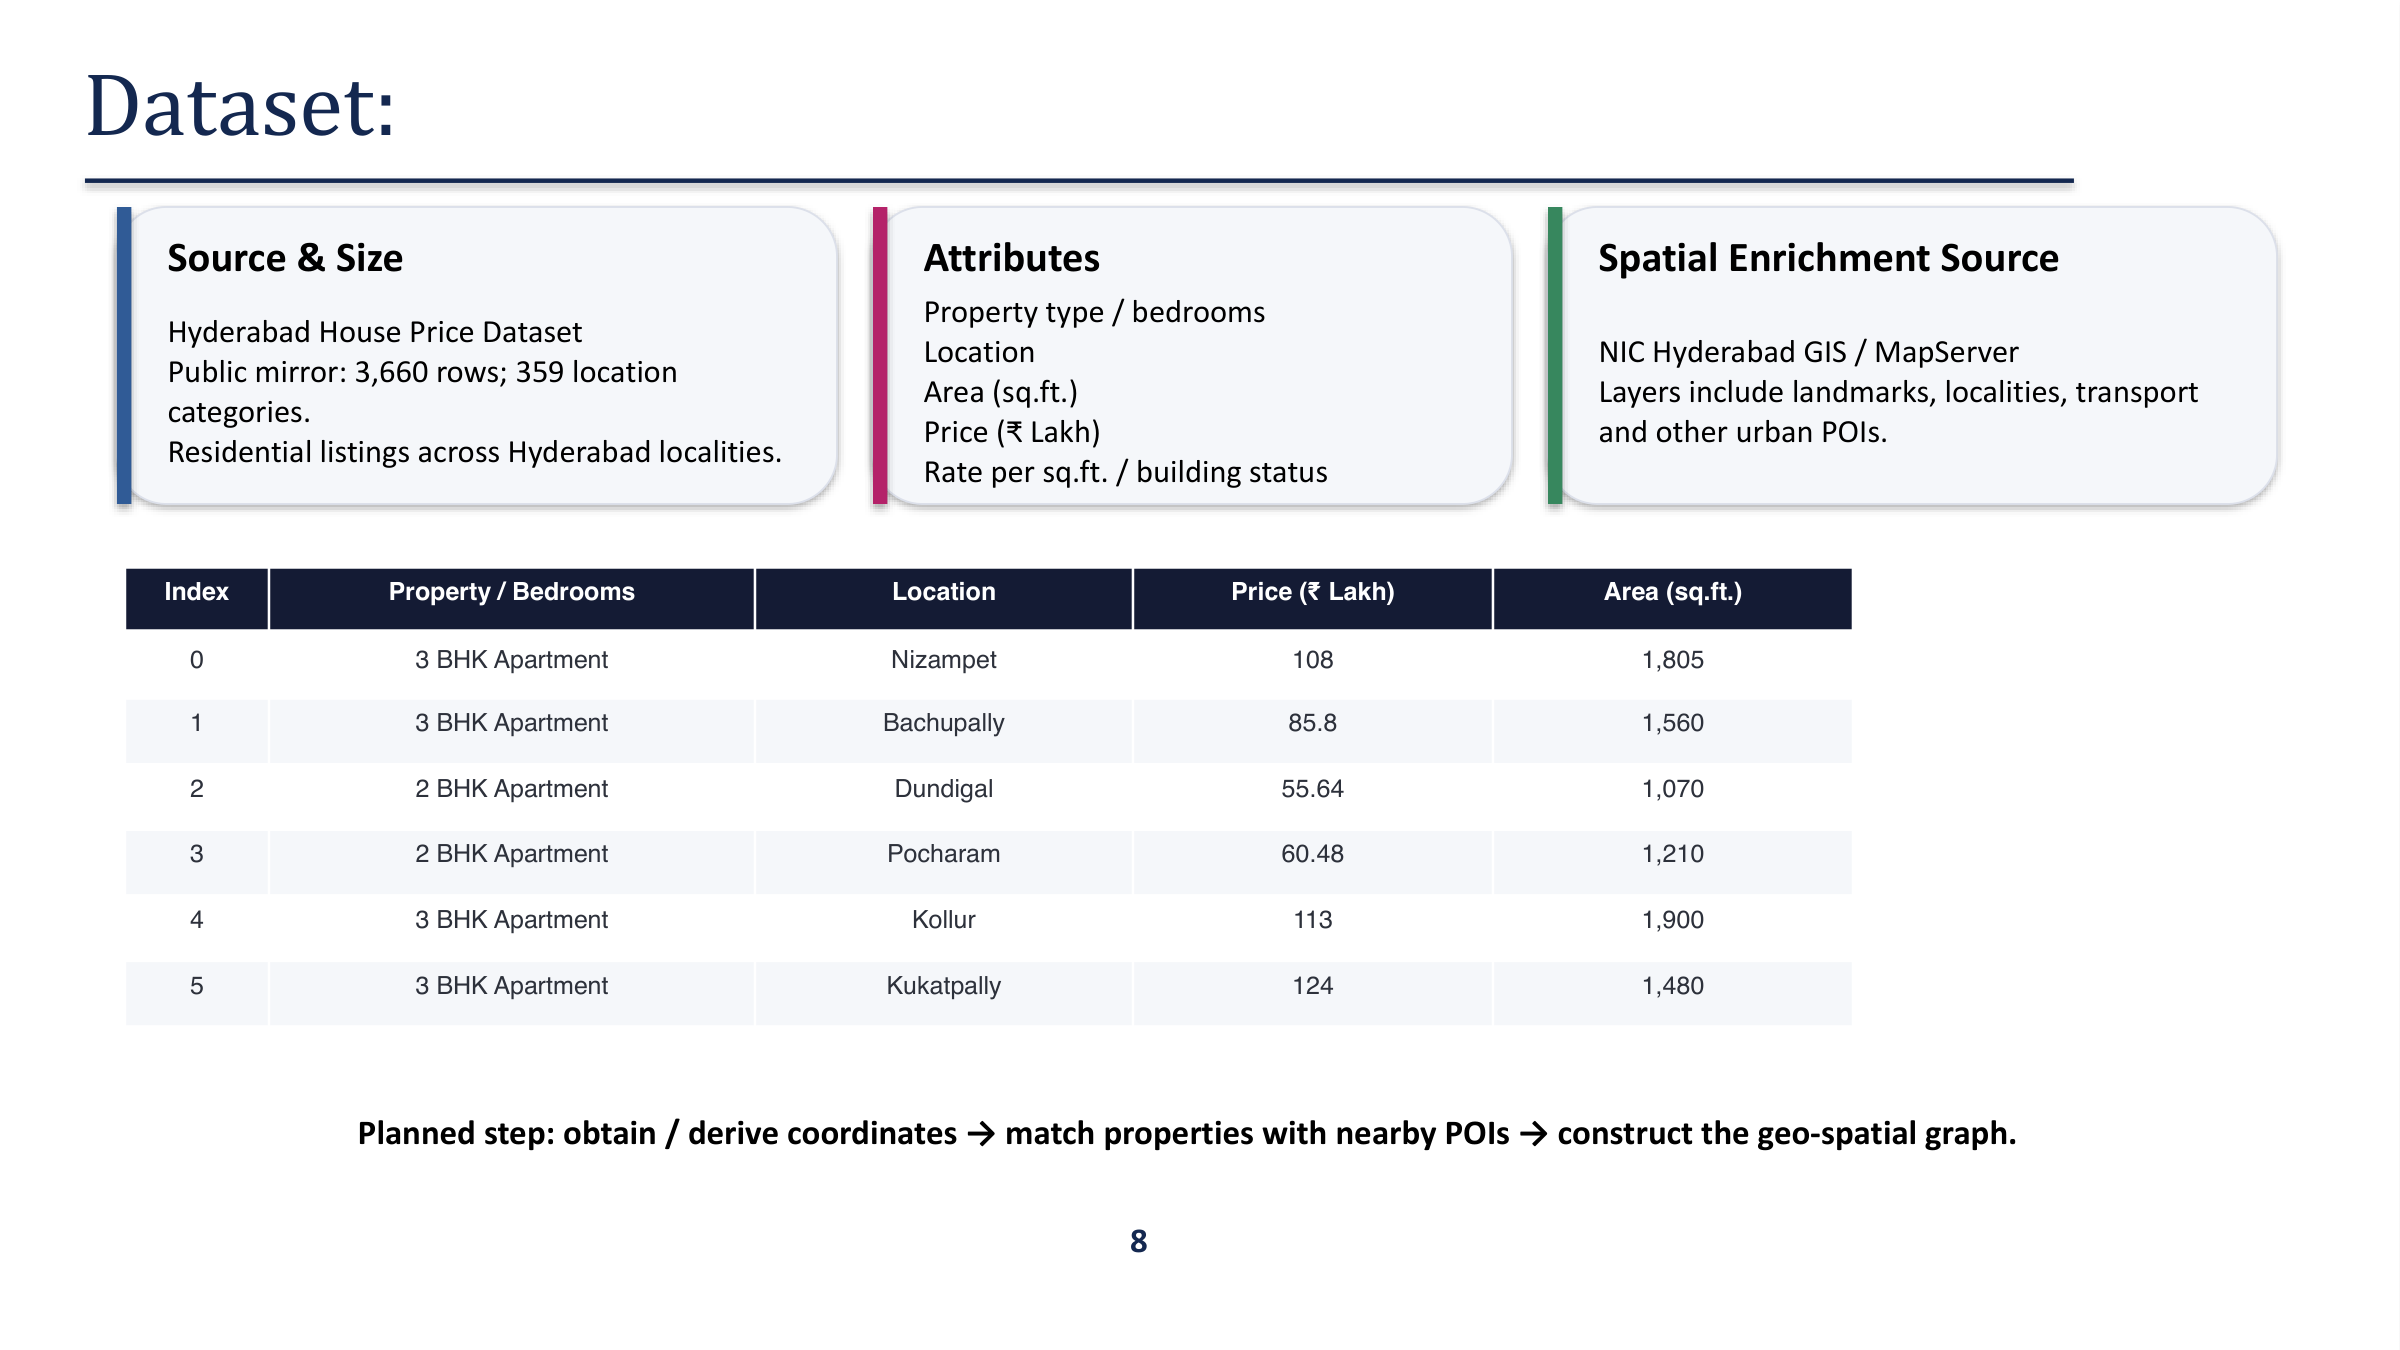 Dataset:
Source & Size
Hyderabad House Price Dataset
Public mirror: 3,660 rows; 359 location
categories.
Residential listings across Hyderabad localities.
Attributes
Property type / bedrooms
Location
Area (sq.ft.)
Price (₹ Lakh)
Rate per sq.ft. / building status
Spatial Enrichment Source
NIC Hyderabad GIS / MapServer
Layers include landmarks, localities, transport
and other urban POIs.
Index Property / Bedrooms Location Price (₹ Lakh) Area (sq.ft.)
0 3 BHK Apartment Nizampet 108 1,805
1 3 BHK Apartment Bachupally 85.8 1,560
2 2 BHK Apartment Dundigal 55.64 1,070
3 2 BHK Apartment Pocharam 60.48 1,210
4 3 BHK Apartment Kollur 113 1,900
5 3 BHK Apartment Kukatpally 124 1,480
Planned step: obtain / derive coordinates → match properties with nearby POIs → construct the geo-spatial graph.
8